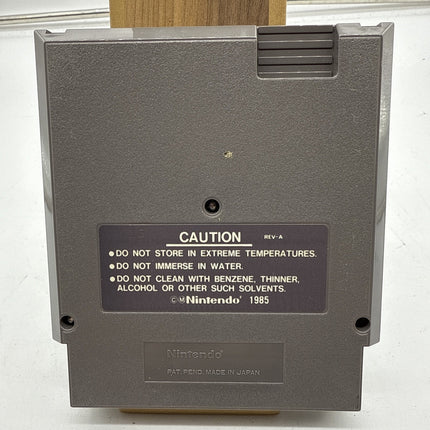 CAUTION REV-A
●DO NOT STORE IN EXTREME TEMPERATURES.
●DO NOT IMMERSE IN WATER.
●DO NOT CLEAN WITH BENZENE, THINNER,
ALCOHOL OR OTHER SUCH SOLVENTS.
©Ⓜ Nintendo® 1985
Nintendo®
PAT. PEND. MADE IN JAPAN